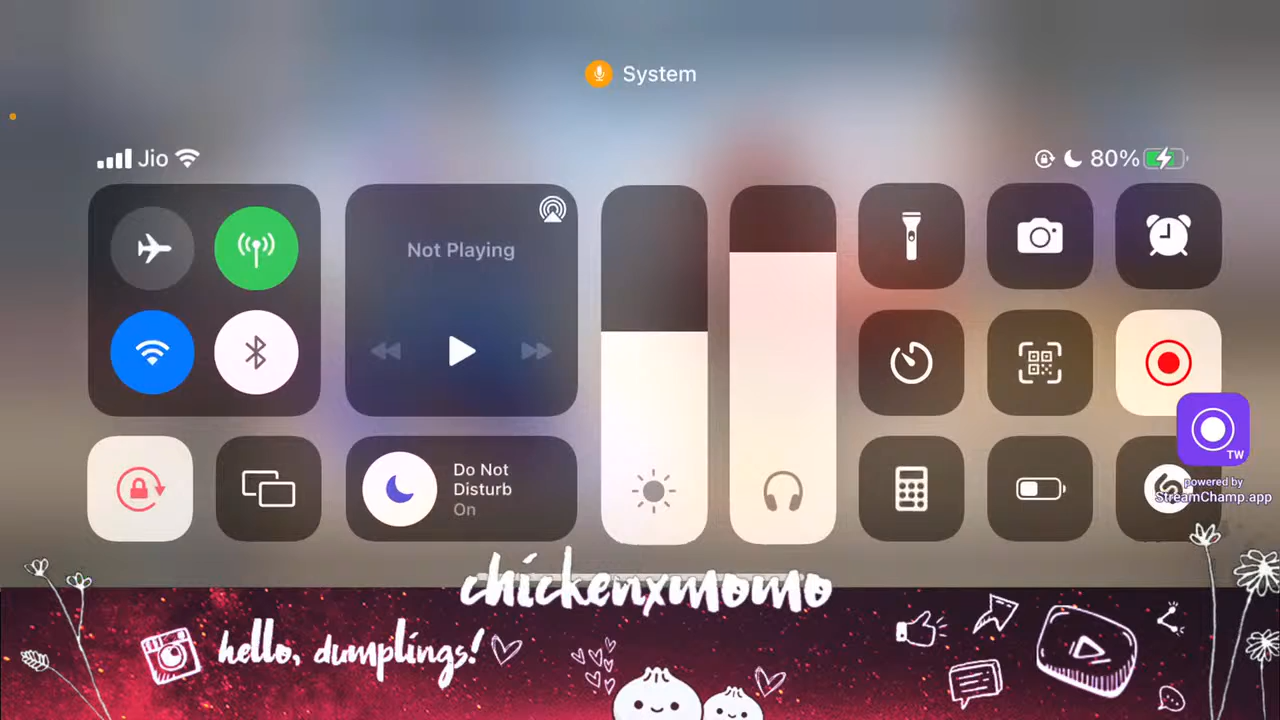 System
Jio
80%
Not Playing
Do Not
Disturb
On
TW
powered by
StreamChamp.app
chickenxmomo
hello, dumplings!